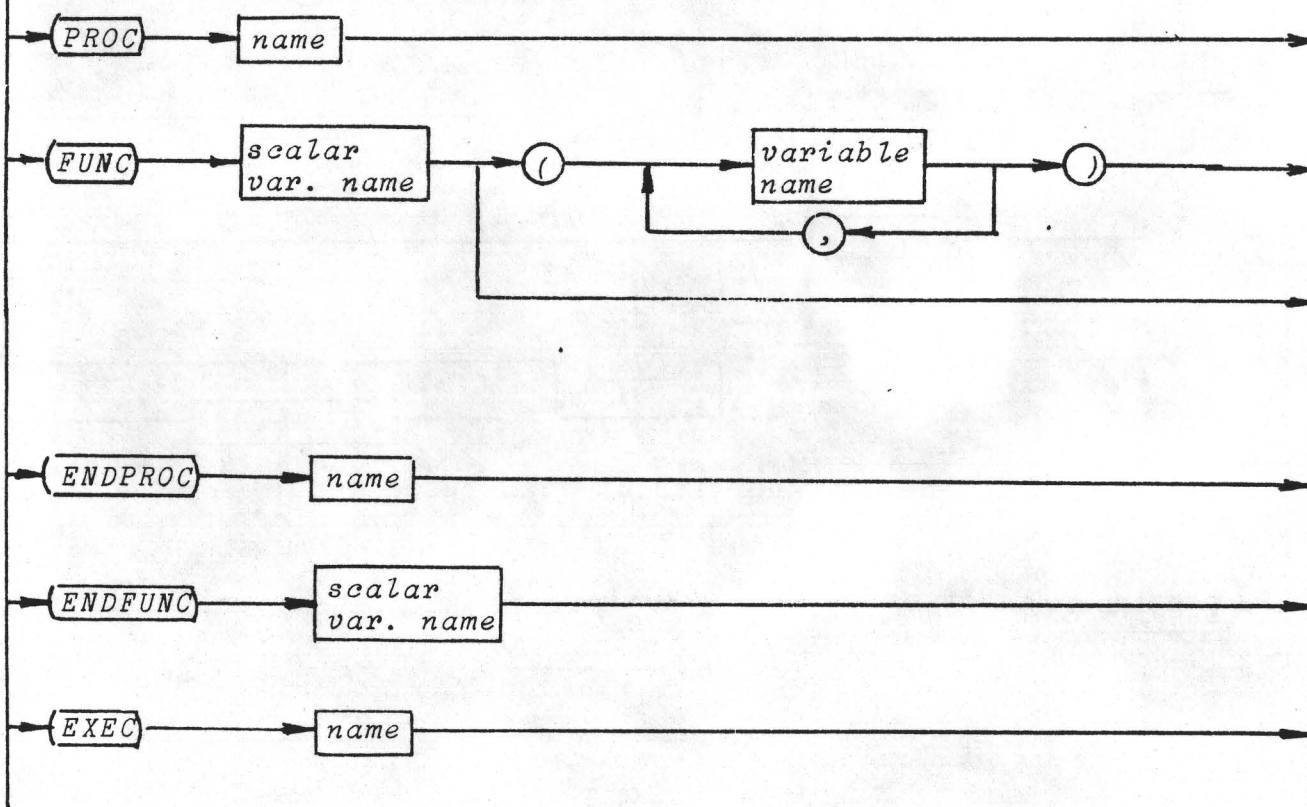 PROC name
FUNC scalar var. name ( variable name )
,
ENDPROC name
ENDFUNC scalar var. name
EXEC name